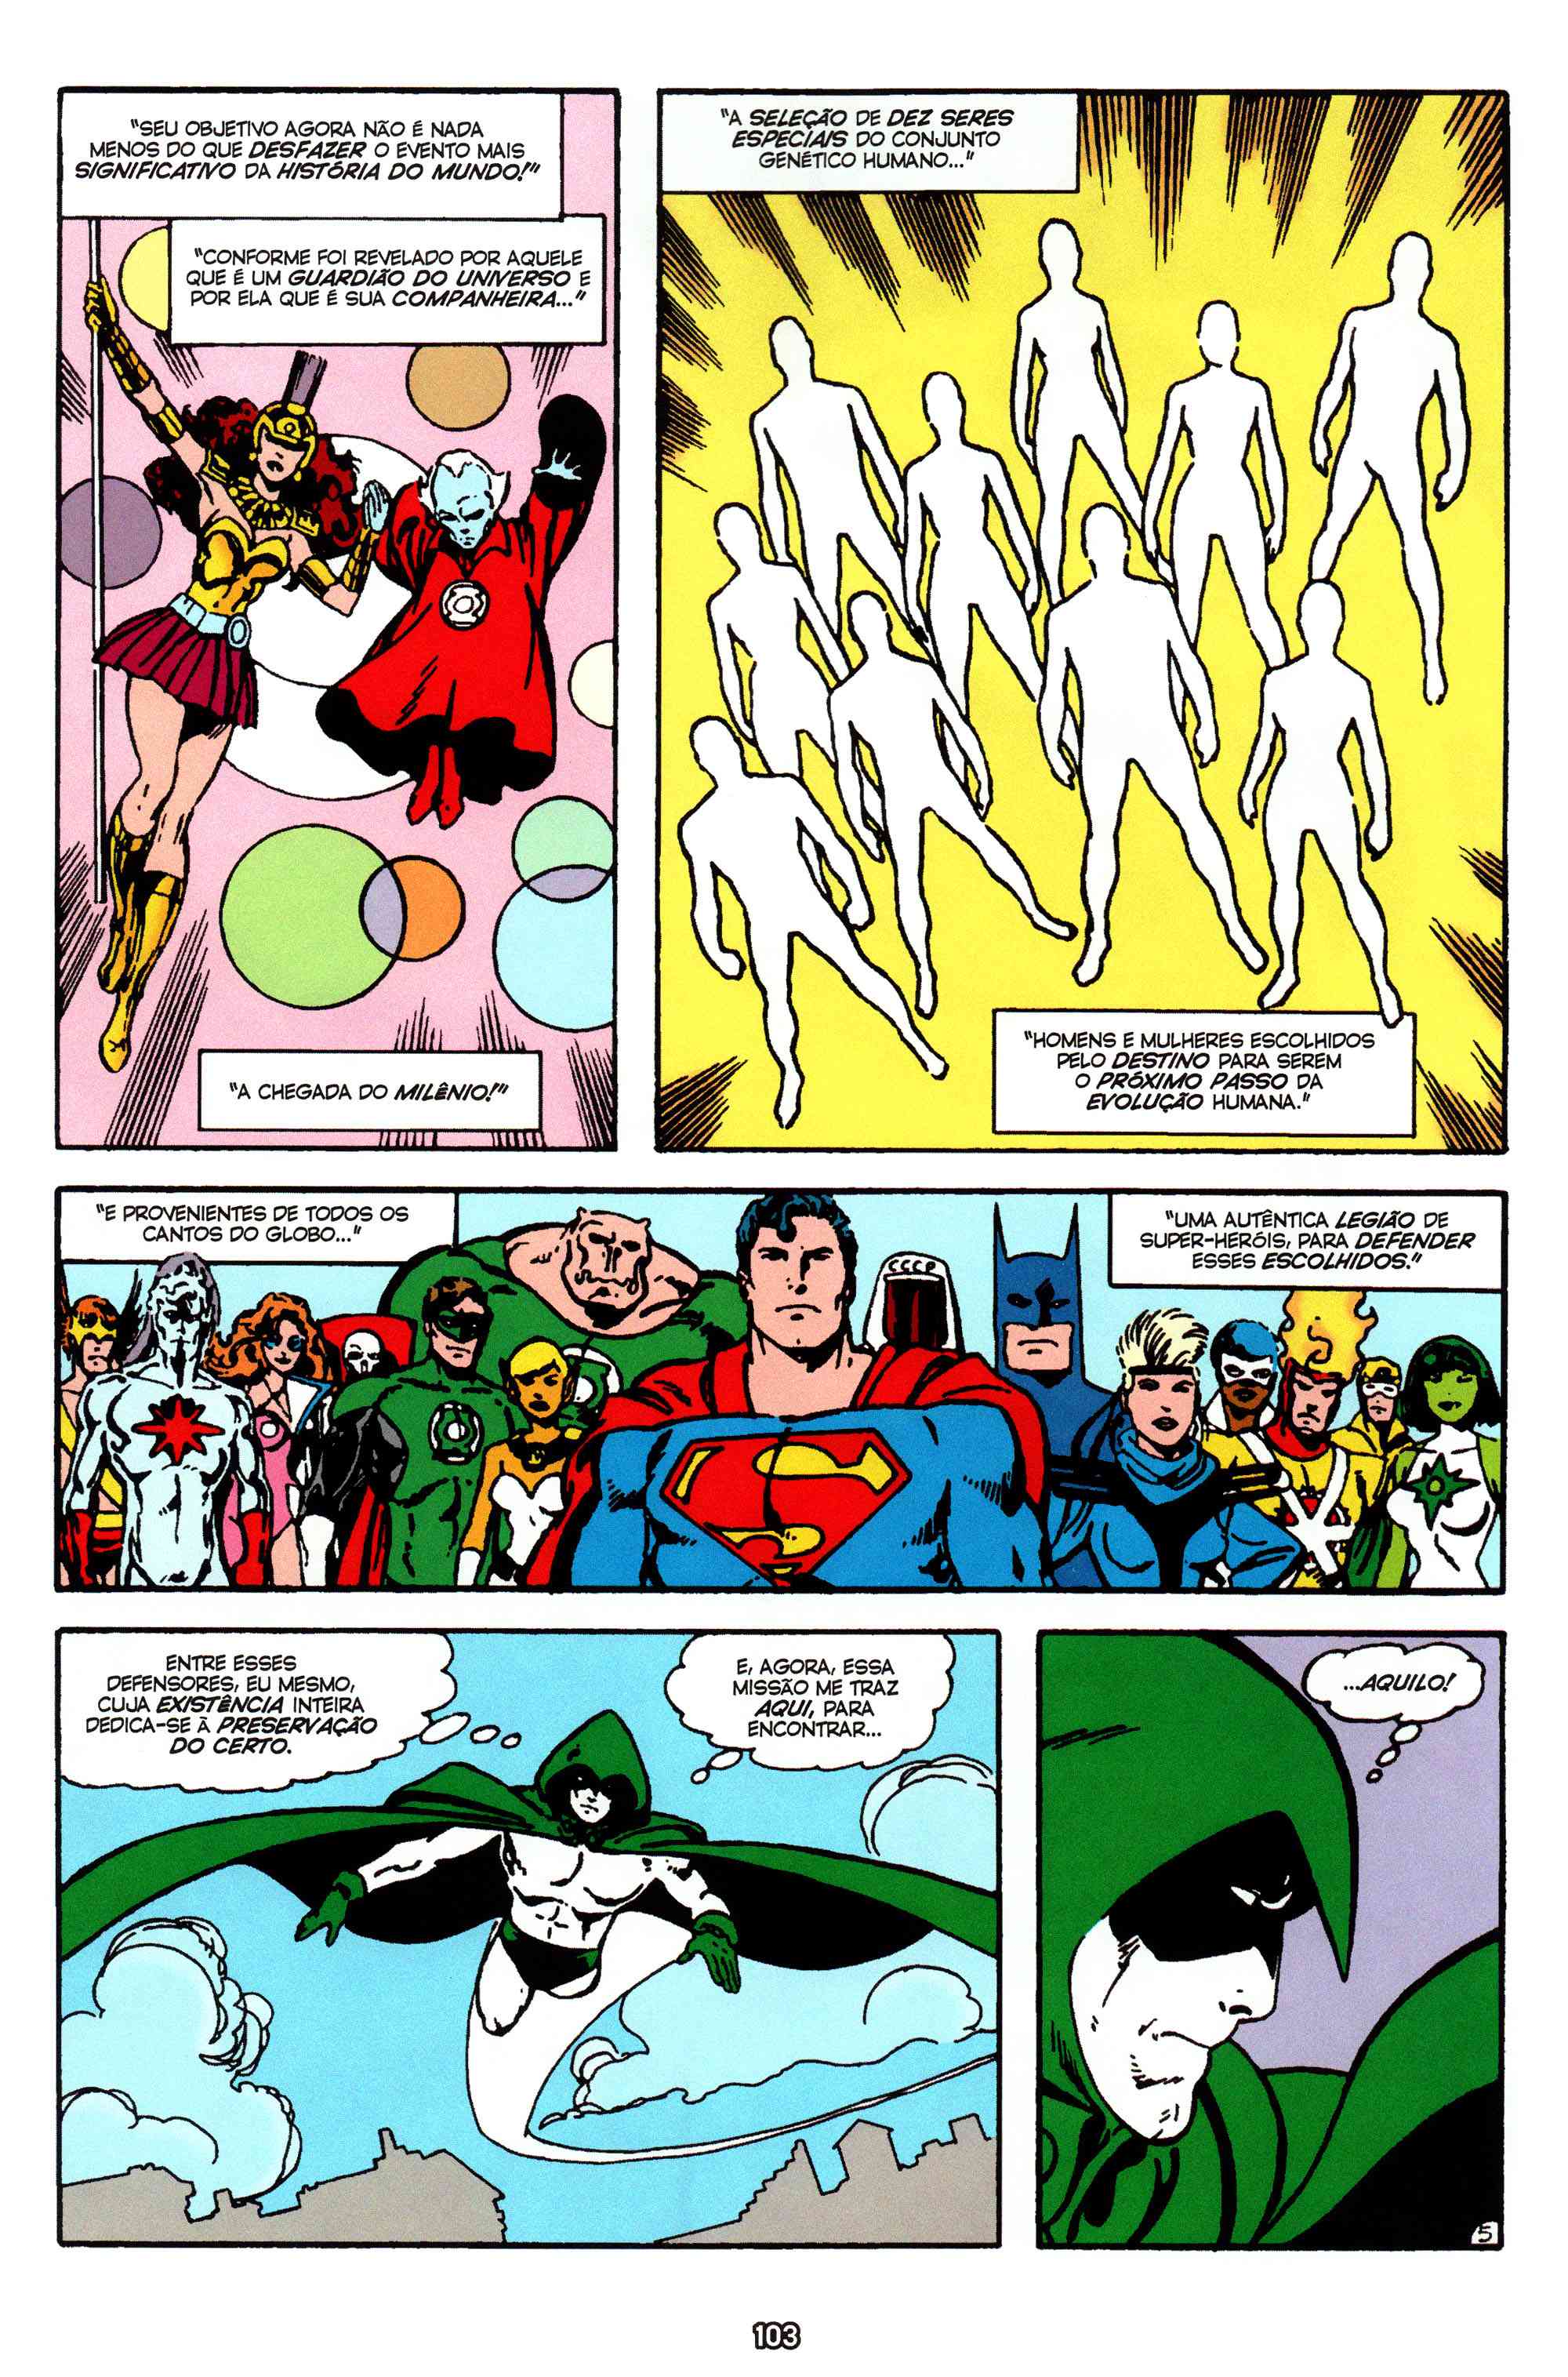 "SEU OBJETIVO AGORA NÃO É NADA
MENOS DO QUE DESFAZER O EVENTO MAIS
SIGNIFICATIVO DA HISTÓRIA DO MUNDO!"
"CONFORME FOI REVELADO POR AQUELE
QUE É UM GUARDIÃO DO UNIVERSO E
POR ELA QUE É SUA COMPANHEIRA..."
"A CHEGADA DO MILÊNIO!"
"A SELEÇÃO DE DEZ SERES
ESPECIAIS DO CONJUNTO
GENÉTICO HUMANO..."
"HOMENS E MULHERES ESCOLHIDOS
PELO DESTINO PARA SEREM
O PRÓXIMO PASSO DA
EVOLUÇÃO HUMANA."
"E PROVENIENTES DE TODOS OS
CANTOS DO GLOBO..."
CCCP
"UMA AUTÊNTICA LEGIÃO DE
SUPER-HERÓIS, PARA DEFENDER
ESSES ESCOLHIDOS."
ENTRE ESSES
DEFENSORES, EU MESMO,
CUJA EXISTÊNCIA INTEIRA
DEDICA-SE À PRESERVAÇÃO
DO CERTO.
E, AGORA, ESSA
MISSÃO ME TRAZ
AQUI, PARA
ENCONTRAR...
...AQUILO!
5
103